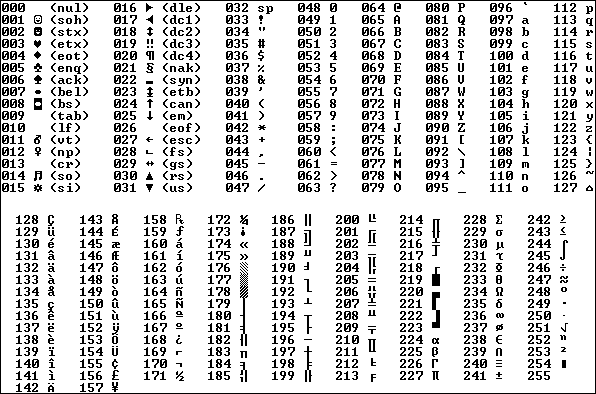 000 (nul) 016 ► (dle) 032 sp 048 0 064 @ 080 P 096 ` 112 p
001 ☺ (soh) 017 ◄ (dc1) 033 ! 049 1 065 A 081 Q 097 a 113 q
002 ☻ (stx) 018 ↕ (dc2) 034 " 050 2 066 B 082 R 098 b 114 r
003 ♥ (etx) 019 ‼ (dc3) 035 # 051 3 067 C 083 S 099 c 115 s
004 ♦ (eot) 020 ¶ (dc4) 036 $ 052 4 068 D 084 T 100 d 116 t
005 ♣ (enq) 021 § (nak) 037 % 053 5 069 E 085 U 101 e 117 u
006 ♠ (ack) 022 ▬ (syn) 038 & 054 6 070 F 086 V 102 f 118 v
007 • (bel) 023 ↨ (etb) 039 ' 055 7 071 G 087 W 103 g 119 w
008 ◘ (bs) 024 ↑ (can) 040 ( 056 8 072 H 088 X 104 h 120 x
009 (tab) 025 ↓ (em) 041 ) 057 9 073 I 089 Y 105 i 121 y
010 (lf) 026 (eof) 042 * 058 : 074 J 090 Z 106 j 122 z
011 ♂ (vt) 027 ← (esc) 043 + 059 ; 075 K 091 [ 107 k 123 {
012 ♀ (np) 028 ∟ (fs) 044 , 060 < 076 L 092 \ 108 l 124 ¦
013 (cr) 029 ↔ (gs) 045 - 061 = 077 M 093 ] 109 m 125 }
014 ♫ (so) 030 ▲ (rs) 046 . 062 > 078 N 094 ^ 110 n 126 ~
015 ☼ (si) 031 ▼ (us) 047 / 063 ? 079 O 095 _ 111 o 127 ⌂
128 Ç 143 Å 158 ₧ 172 ¼ 186 ║ 200 ╚ 214 ╓ 228 Σ 242 ≥
129 ü 144 É 159 ƒ 173 ¡ 187 ╗ 201 ╔ 215 ╫ 229 σ 243 ≤
130 é 145 æ 160 á 174 « 188 ╝ 202 ╩ 216 ╪ 230 µ 244 ⌠
131 â 146 Æ 161 í 175 » 189 ╜ 203 ╦ 217 ┘ 231 τ 245 ⌡
132 ä 147 ô 162 ó 176 ░ 190 ╛ 204 ╠ 218 ┌ 232 Φ 246 ÷
133 à 148 ö 163 ú 177 ▒ 191 ┐ 205 ═ 219 █ 233 θ 247 ≈
134 å 149 ò 164 ñ 178 ▓ 192 └ 206 ╬ 220 ▄ 234 Ω 248 °
135 ç 150 û 165 Ñ 179 │ 193 ┴ 207 ╧ 221 ▌ 235 δ 249 ∙
136 ê 151 ù 166 ª 180 ┤ 194 ┬ 208 ╨ 222 ▐ 236 ∞ 250 ·
137 ë 152 ÿ 167 º 181 ╡ 195 ├ 209 ╤ 223 ▀ 237 ø 251 √
138 è 153 Ö 168 ¿ 182 ╢ 196 ─ 210 ╥ 224 α 238 ∈ 252 ⁿ
139 ï 154 Ü 169 ⌐ 183 ╖ 197 ┼ 211 ╙ 225 ß 239 ∩ 253 ²
140 î 155 ¢ 170 ¬ 184 ╕ 198 ╞ 212 ╘ 226 Γ 240 ≡ 254 ■
141 ì 156 £ 171 ½ 185 ╣ 199 ╟ 213 ╒ 227 π 241 ± 255
142 Ä 157 ¥